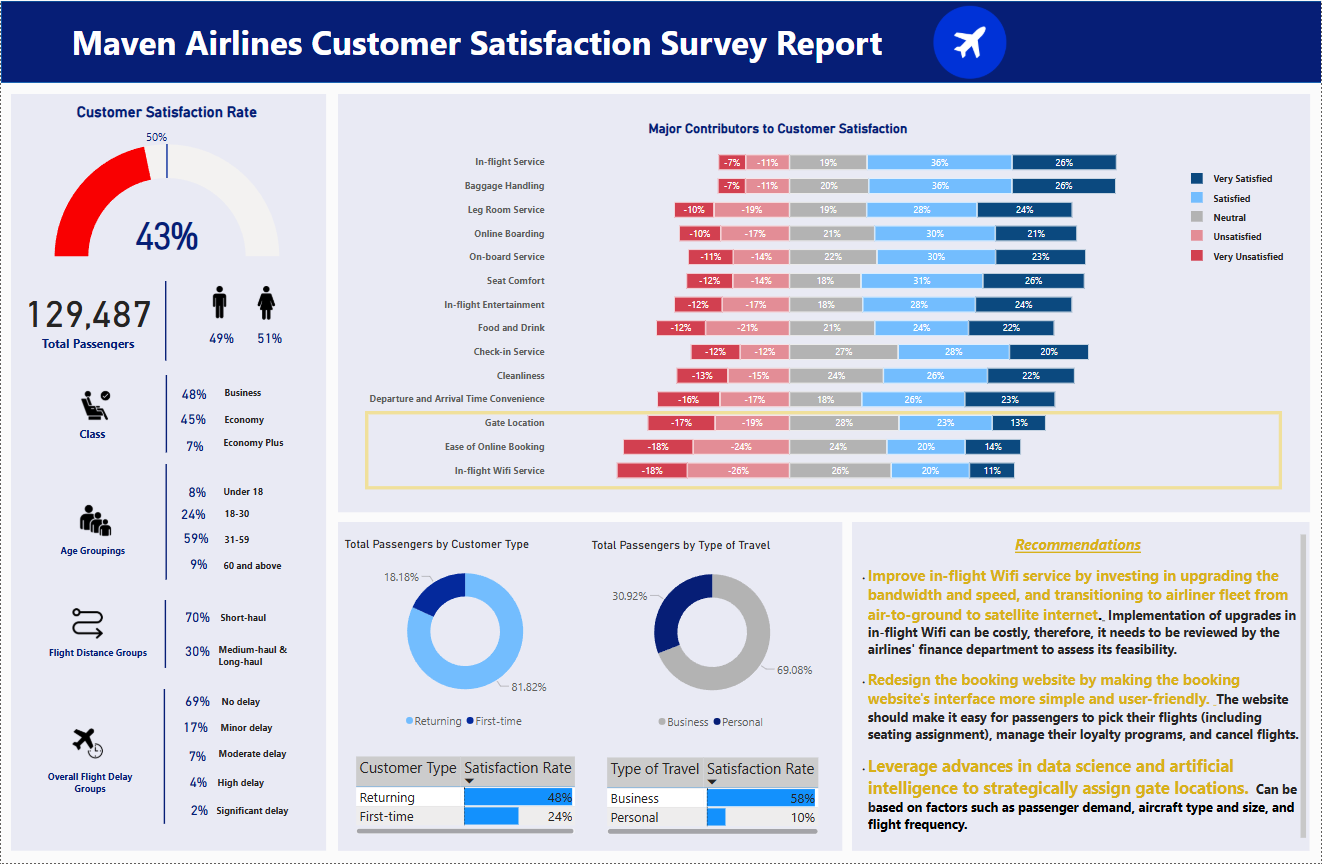 Maven Airlines Customer Satisfaction Survey Report
Customer Satisfaction Rate
50%
43%
129,487
Total Passengers
49%
51%
Class
48% Business
45% Economy
7% Economy Plus
Age Groupings
8% Under 18
24% 18-30
59% 31-59
9% 60 and above
Flight Distance Groups
70% Short-haul
30% Medium-haul &
Long-haul
Overall Flight Delay
Groups
69% No delay
17% Minor delay
7% Moderate delay
4% High delay
2% Significant delay
Major Contributors to Customer Satisfaction
In-flight Service -7% -11% 19% 36% 26%
Baggage Handling -7% -11% 20% 36% 26%
Leg Room Service -10% -19% 19% 28% 24%
Online Boarding -10% -17% 21% 30% 21%
On-board Service -11% -14% 22% 30% 23%
Seat Comfort -12% -14% 18% 31% 26%
In-flight Entertainment -12% -17% 18% 28% 24%
Food and Drink -12% -21% 21% 24% 22%
Check-in Service -12% -12% 27% 28% 20%
Cleanliness -13% -15% 24% 26% 22%
Departure and Arrival Time Convenience -16% -17% 18% 26% 23%
Gate Location -17% -19% 28% 23% 13%
Ease of Online Booking -18% -24% 24% 20% 14%
In-flight Wifi Service -18% -26% 26% 20% 11%
Very Satisfied
Satisfied
Neutral
Unsatisfied
Very Unsatisfied
Total Passengers by Customer Type
18.18%
81.82%
Returning First-time
Customer Type Satisfaction Rate
Returning 48%
First-time 24%
Total Passengers by Type of Travel
30.92%
69.08%
Business Personal
Type of Travel Satisfaction Rate
Business 58%
Personal 10%
Recommendations
· Improve in-flight Wifi service by investing in upgrading the
bandwidth and speed, and transitioning to airliner fleet from
air-to-ground to satellite internet. Implementation of upgrades in
in-flight Wifi can be costly, therefore, it needs to be reviewed by the
airlines' finance department to assess its feasibility.
· Redesign the booking website by making the booking
website's interface more simple and user-friendly. The website
should make it easy for passengers to pick their flights (including
seating assignment), manage their loyalty programs, and cancel flights.
· Leverage advances in data science and artificial
intelligence to strategically assign gate locations. Can be
based on factors such as passenger demand, aircraft type and size, and
flight frequency.